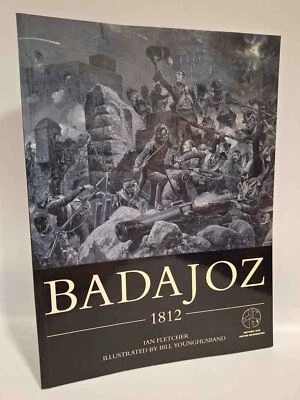 BADAJOZ
1812
IAN FLETCHER
ILLUSTRATED BY BILL YOUNGHUSBAND